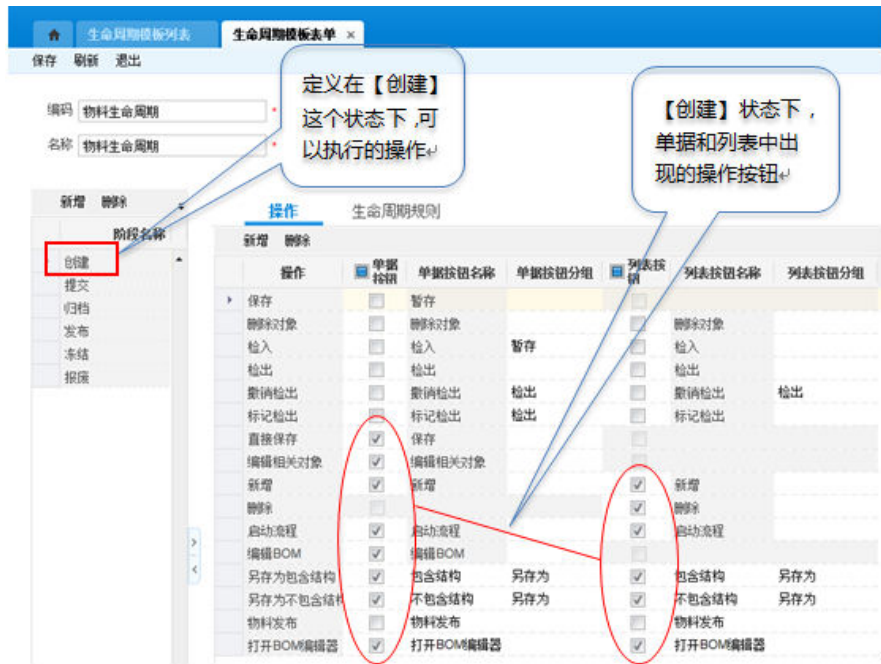 生命周期模板列表 生命周期模板表单 ×
保存 刷新 退出
定义在【创建】
这个状态下,可
以执行的操作↵
【创建】状态下，
单据和列表中出
现的操作按钮↵
编码 物料生命周期 *
名称 物料生命周期 *
新增 删除
阶段名称
创建
提交
归档
发布
冻结
报废
操作 生命周期规则
新增 删除
操作 单据按钮 单据按钮名称 单据按钮分组 列表按钮 列表按钮名称 列表按钮分组
保存 暂存
删除对象 删除对象 删除对象
检入 检入 暂存 检入
检出 检出 检出
撤销检出 撤销检出 检出 撤销检出 检出
标记检出 标记检出 检出 标记检出
直接保存 保存
编辑相关对象 编辑相关对象
新增 新增 新增
删除 删除
启动流程 启动流程 启动流程
编辑BOM 编辑BOM
另存为包含结构 包含结构 另存为 包含结构 另存为
另存为不包含结构 不包含结构 另存为 不包含结构 另存为
物料发布 物料发布 物料发布
打开BOM编辑器 打开BOM编辑器 打开BOM编辑器